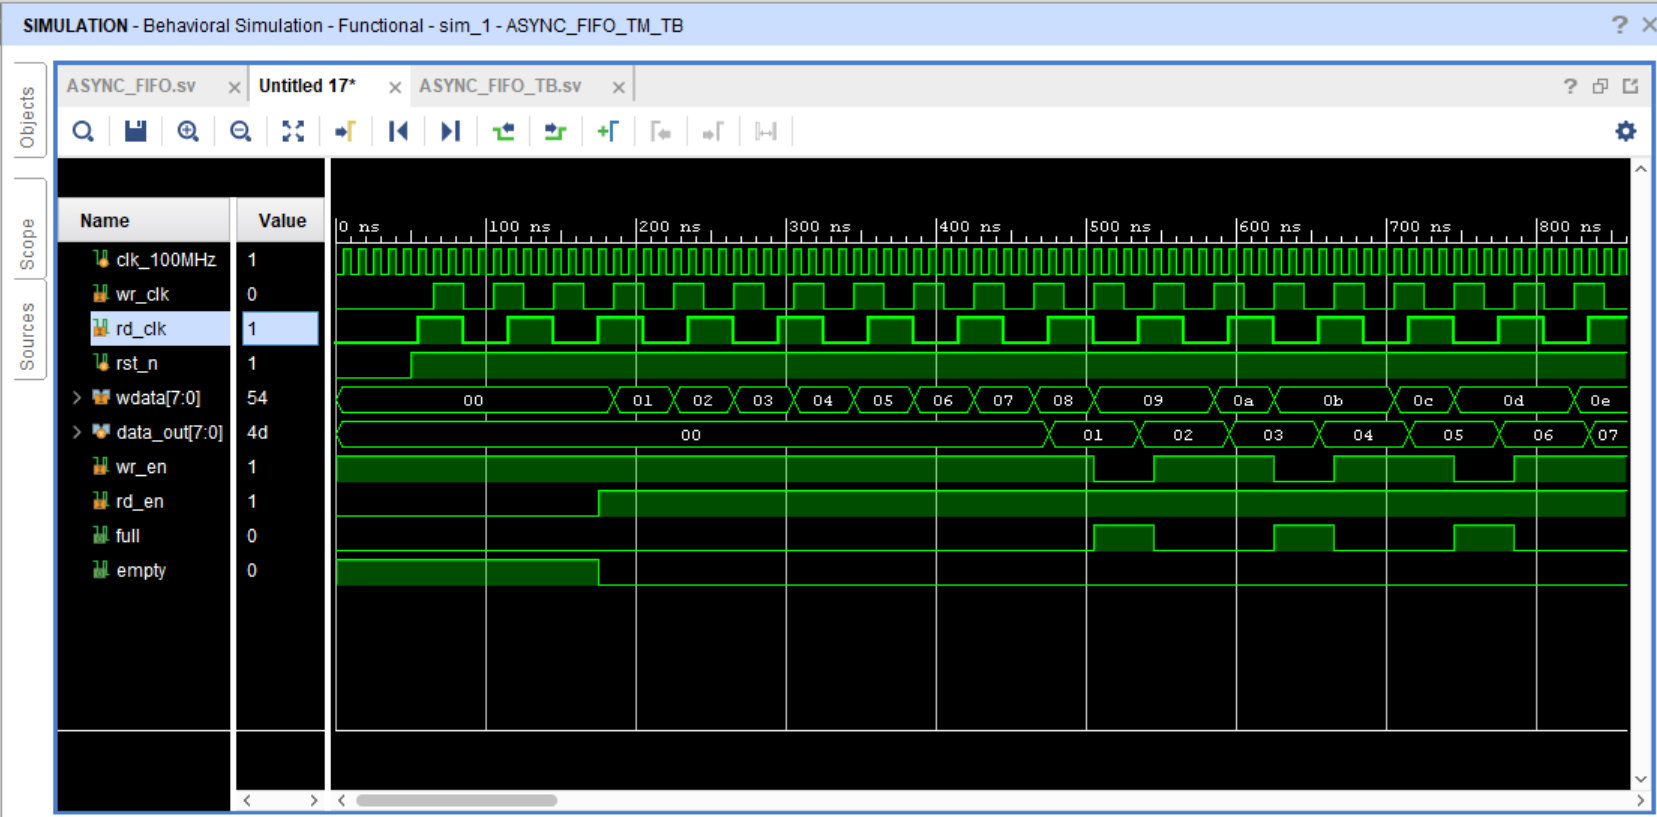 SIMULATION - Behavioral Simulation - Functional - sim_1 - ASYNC_FIFO_TM_TB
Objects
Scope
Sources
ASYNC_FIFO.sv Untitled 17* ASYNC_FIFO_TB.sv
Name Value
0 ns 100 ns 200 ns 300 ns 400 ns 500 ns 600 ns 700 ns 800 ns
clk_100MHz 1
wr_clk 0
rd_clk 1
rst_n 1
wdata[7:0] 54 00 01 02 03 04 05 06 07 08 09 0a 0b 0c 0d 0e
data_out[7:0] 4d 00 01 02 03 04 05 06 07
wr_en 1
rd_en 1
full 0
empty 0